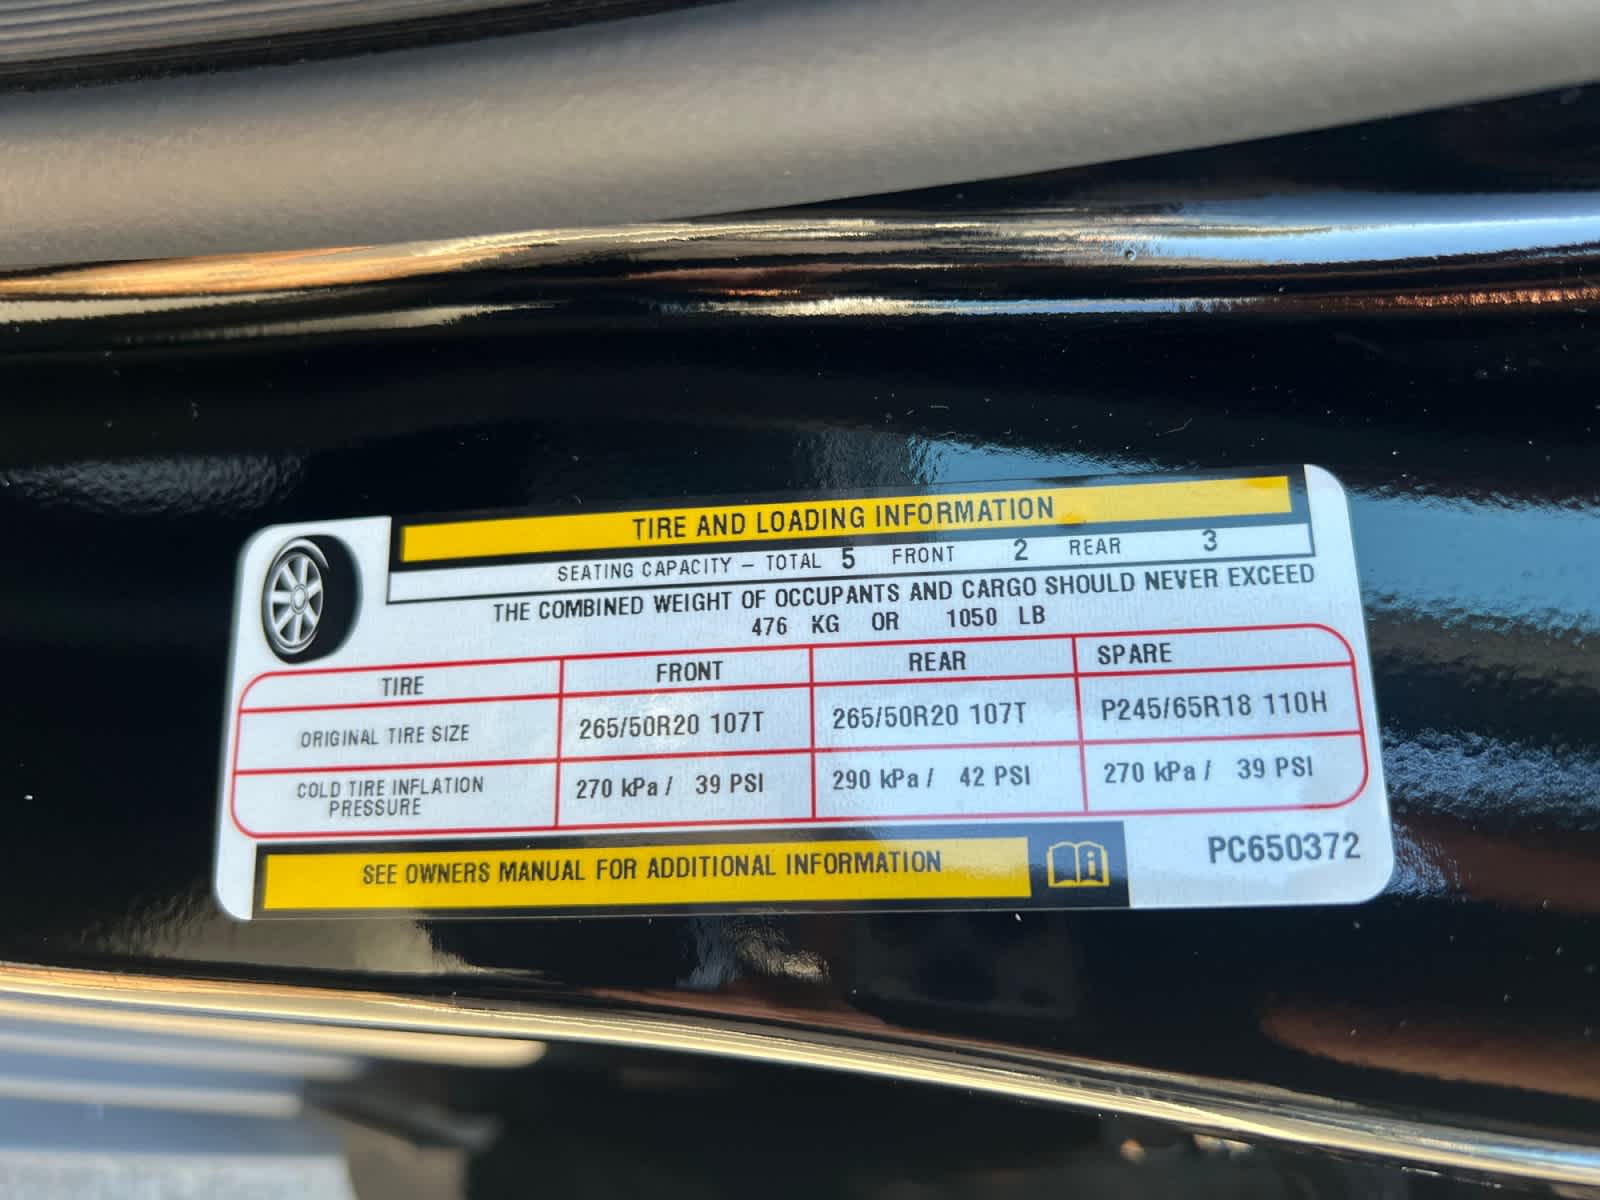 TIRE AND LOADING INFORMATION
SEATING CAPACITY – TOTAL 5 FRONT 2 REAR 3
THE COMBINED WEIGHT OF OCCUPANTS AND CARGO SHOULD NEVER EXCEED
476 KG OR 1050 LB
TIRE FRONT REAR SPARE
ORIGINAL TIRE SIZE 265/50R20 107T 265/50R20 107T P245/65R18 110H
COLD TIRE INFLATION
PRESSURE 270 kPa / 39 PSI 290 kPa / 42 PSI 270 kPa / 39 PSI
SEE OWNERS MANUAL FOR ADDITIONAL INFORMATION
PC650372